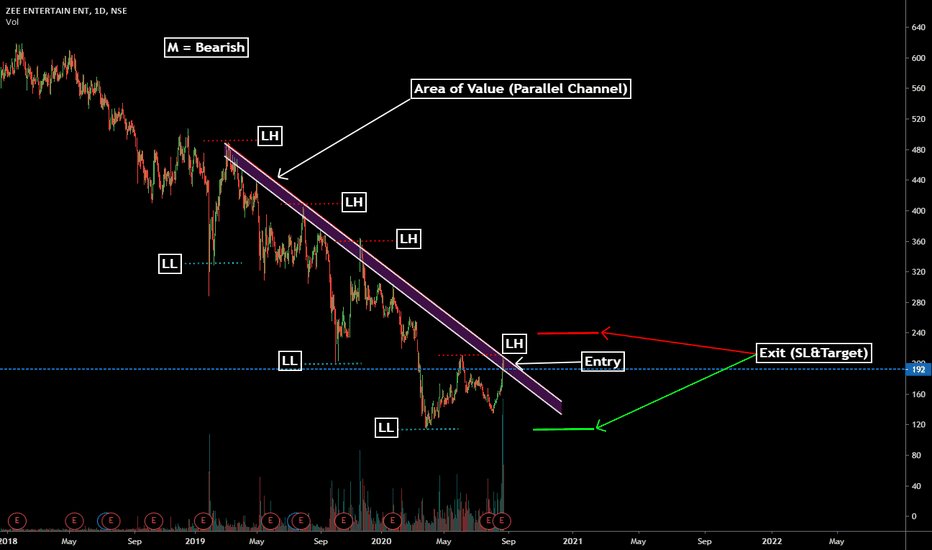 ZEE ENTERTAIN ENT, 1D, NSE
Vol
M = Bearish
Area of Value (Parallel Channel)
LH
LH
LH
LL
LH
Exit (SL&Target)
Entry
LL
LL
640
600
560
520
480
440
400
360
320
280
240
200
192
160
120
80
40
0
E E E E E E E E E E E
2018 May Sep 2019 May Sep 2020 May Sep 2021 May Sep 2022 May